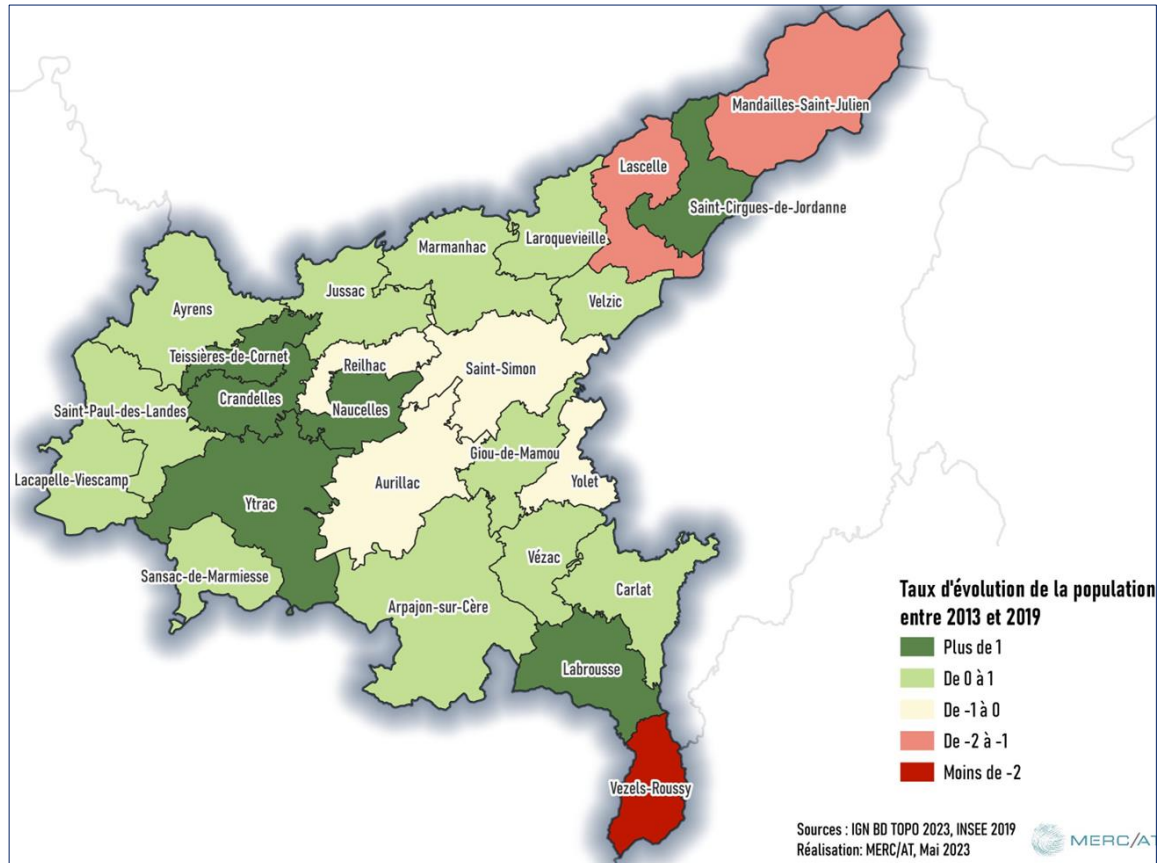 Mandailles-Saint-Julien
Lascelle
Saint-Cirgues-de-Jordanne
Laroquevieille
Marmanhac
Jussac
Velzic
Ayrens
Teissières-de-Cornet
Reilhac
Saint-Simon
Crandelles
Naucelles
Saint-Paul-des-Landes
Giou-de-Mamou
Lacapelle-Viescamp
Aurillac
Yolet
Ytrac
Vézac
Sansac-de-Marmiesse
Carlat
Arpajon-sur-Cère
Labrousse
Vezels-Roussy
Taux d'évolution de la population
entre 2013 et 2019
Plus de 1
De 0 à 1
De -1 à 0
De -2 à -1
Moins de -2
Sources : IGN BD TOPO 2023, INSEE 2019
Réalisation: MERC/AT, Mai 2023
MERC/AT